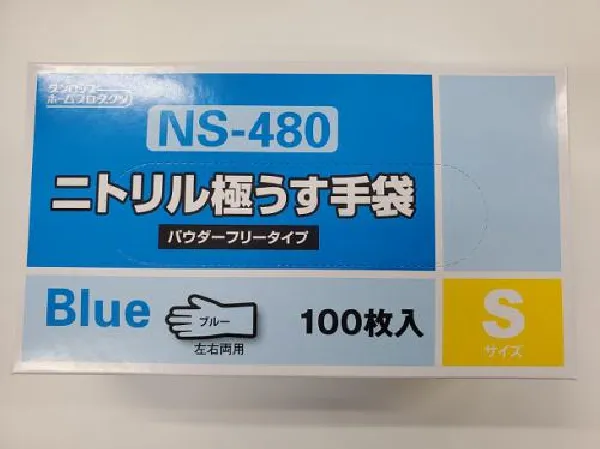 ダンロップ
ホームプロダクツ
NS-480
ニトリル極うす手袋
パウダーフリータイプ
Blue
ブルー
左右両用
100枚入
S
サイズ